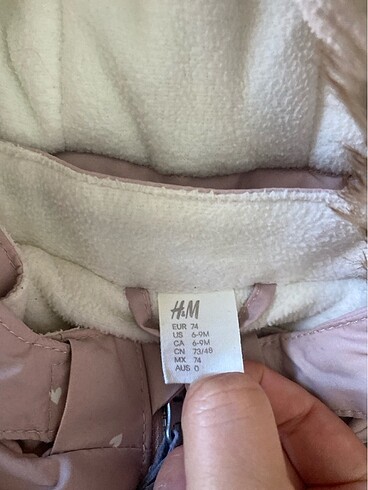 H&M
EUR 74
US 6-9M
CA 6-9M
CN 73/48
MX 74
AUS 0